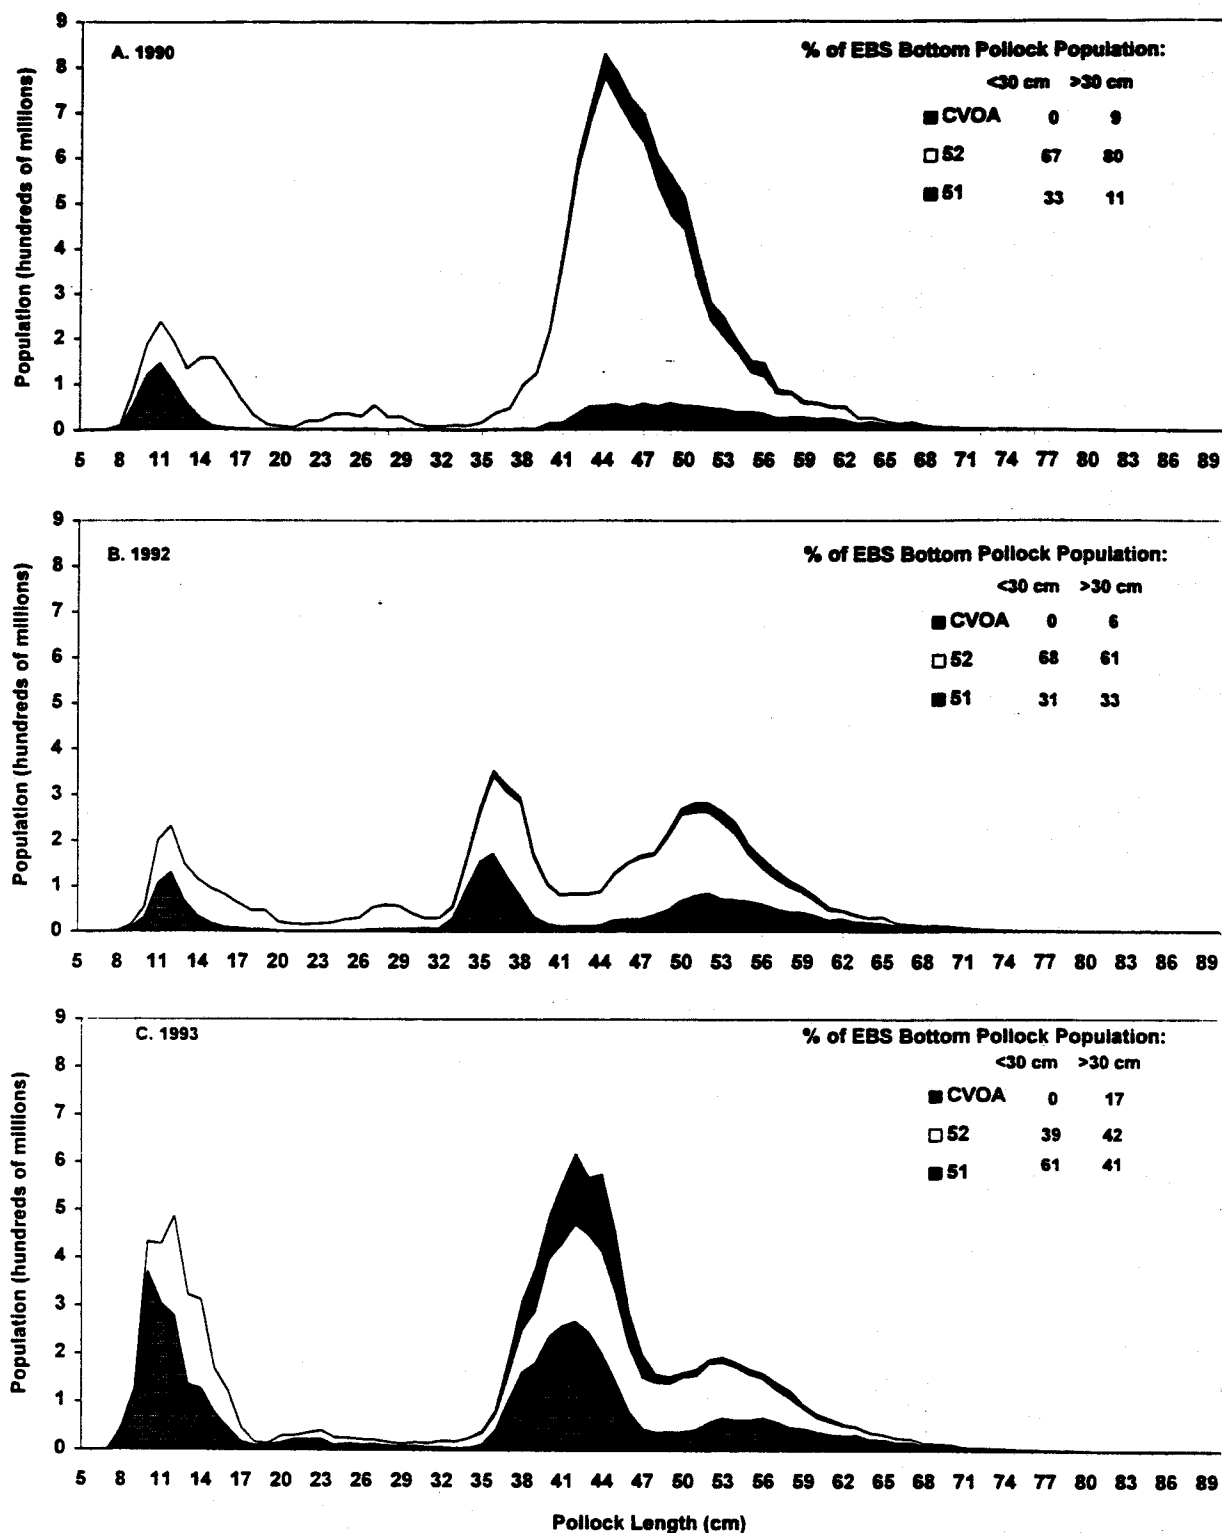 A. 1990
% of EBS Bottom Pollock Population:
<30 cm >30 cm
CVOA 0 9
52 67 80
51 33 11
Population (hundreds of millions)
9
8
7
6
5
4
3
2
1
0
5 8 11 14 17 20 23 26 29 32 35 38 41 44 47 50 53 56 59 62 65 68 71 74 77 80 83 86 89
B. 1992
% of EBS Bottom Pollock Population:
<30 cm >30 cm
CVOA 0 6
52 68 61
51 31 33
Population (hundreds of millions)
9
8
7
6
5
4
3
2
1
0
5 8 11 14 17 20 23 26 29 32 35 38 41 44 47 50 53 56 59 62 65 68 71 74 77 80 83 86 89
C. 1993
% of EBS Bottom Pollock Population:
<30 cm >30 cm
CVOA 0 17
52 39 42
51 61 41
Population (hundreds of millions)
9
8
7
6
5
4
3
2
1
0
5 8 11 14 17 20 23 26 29 32 35 38 41 44 47 50 53 56 59 62 65 68 71 74 77 80 83 86 89
Pollock Length (cm)